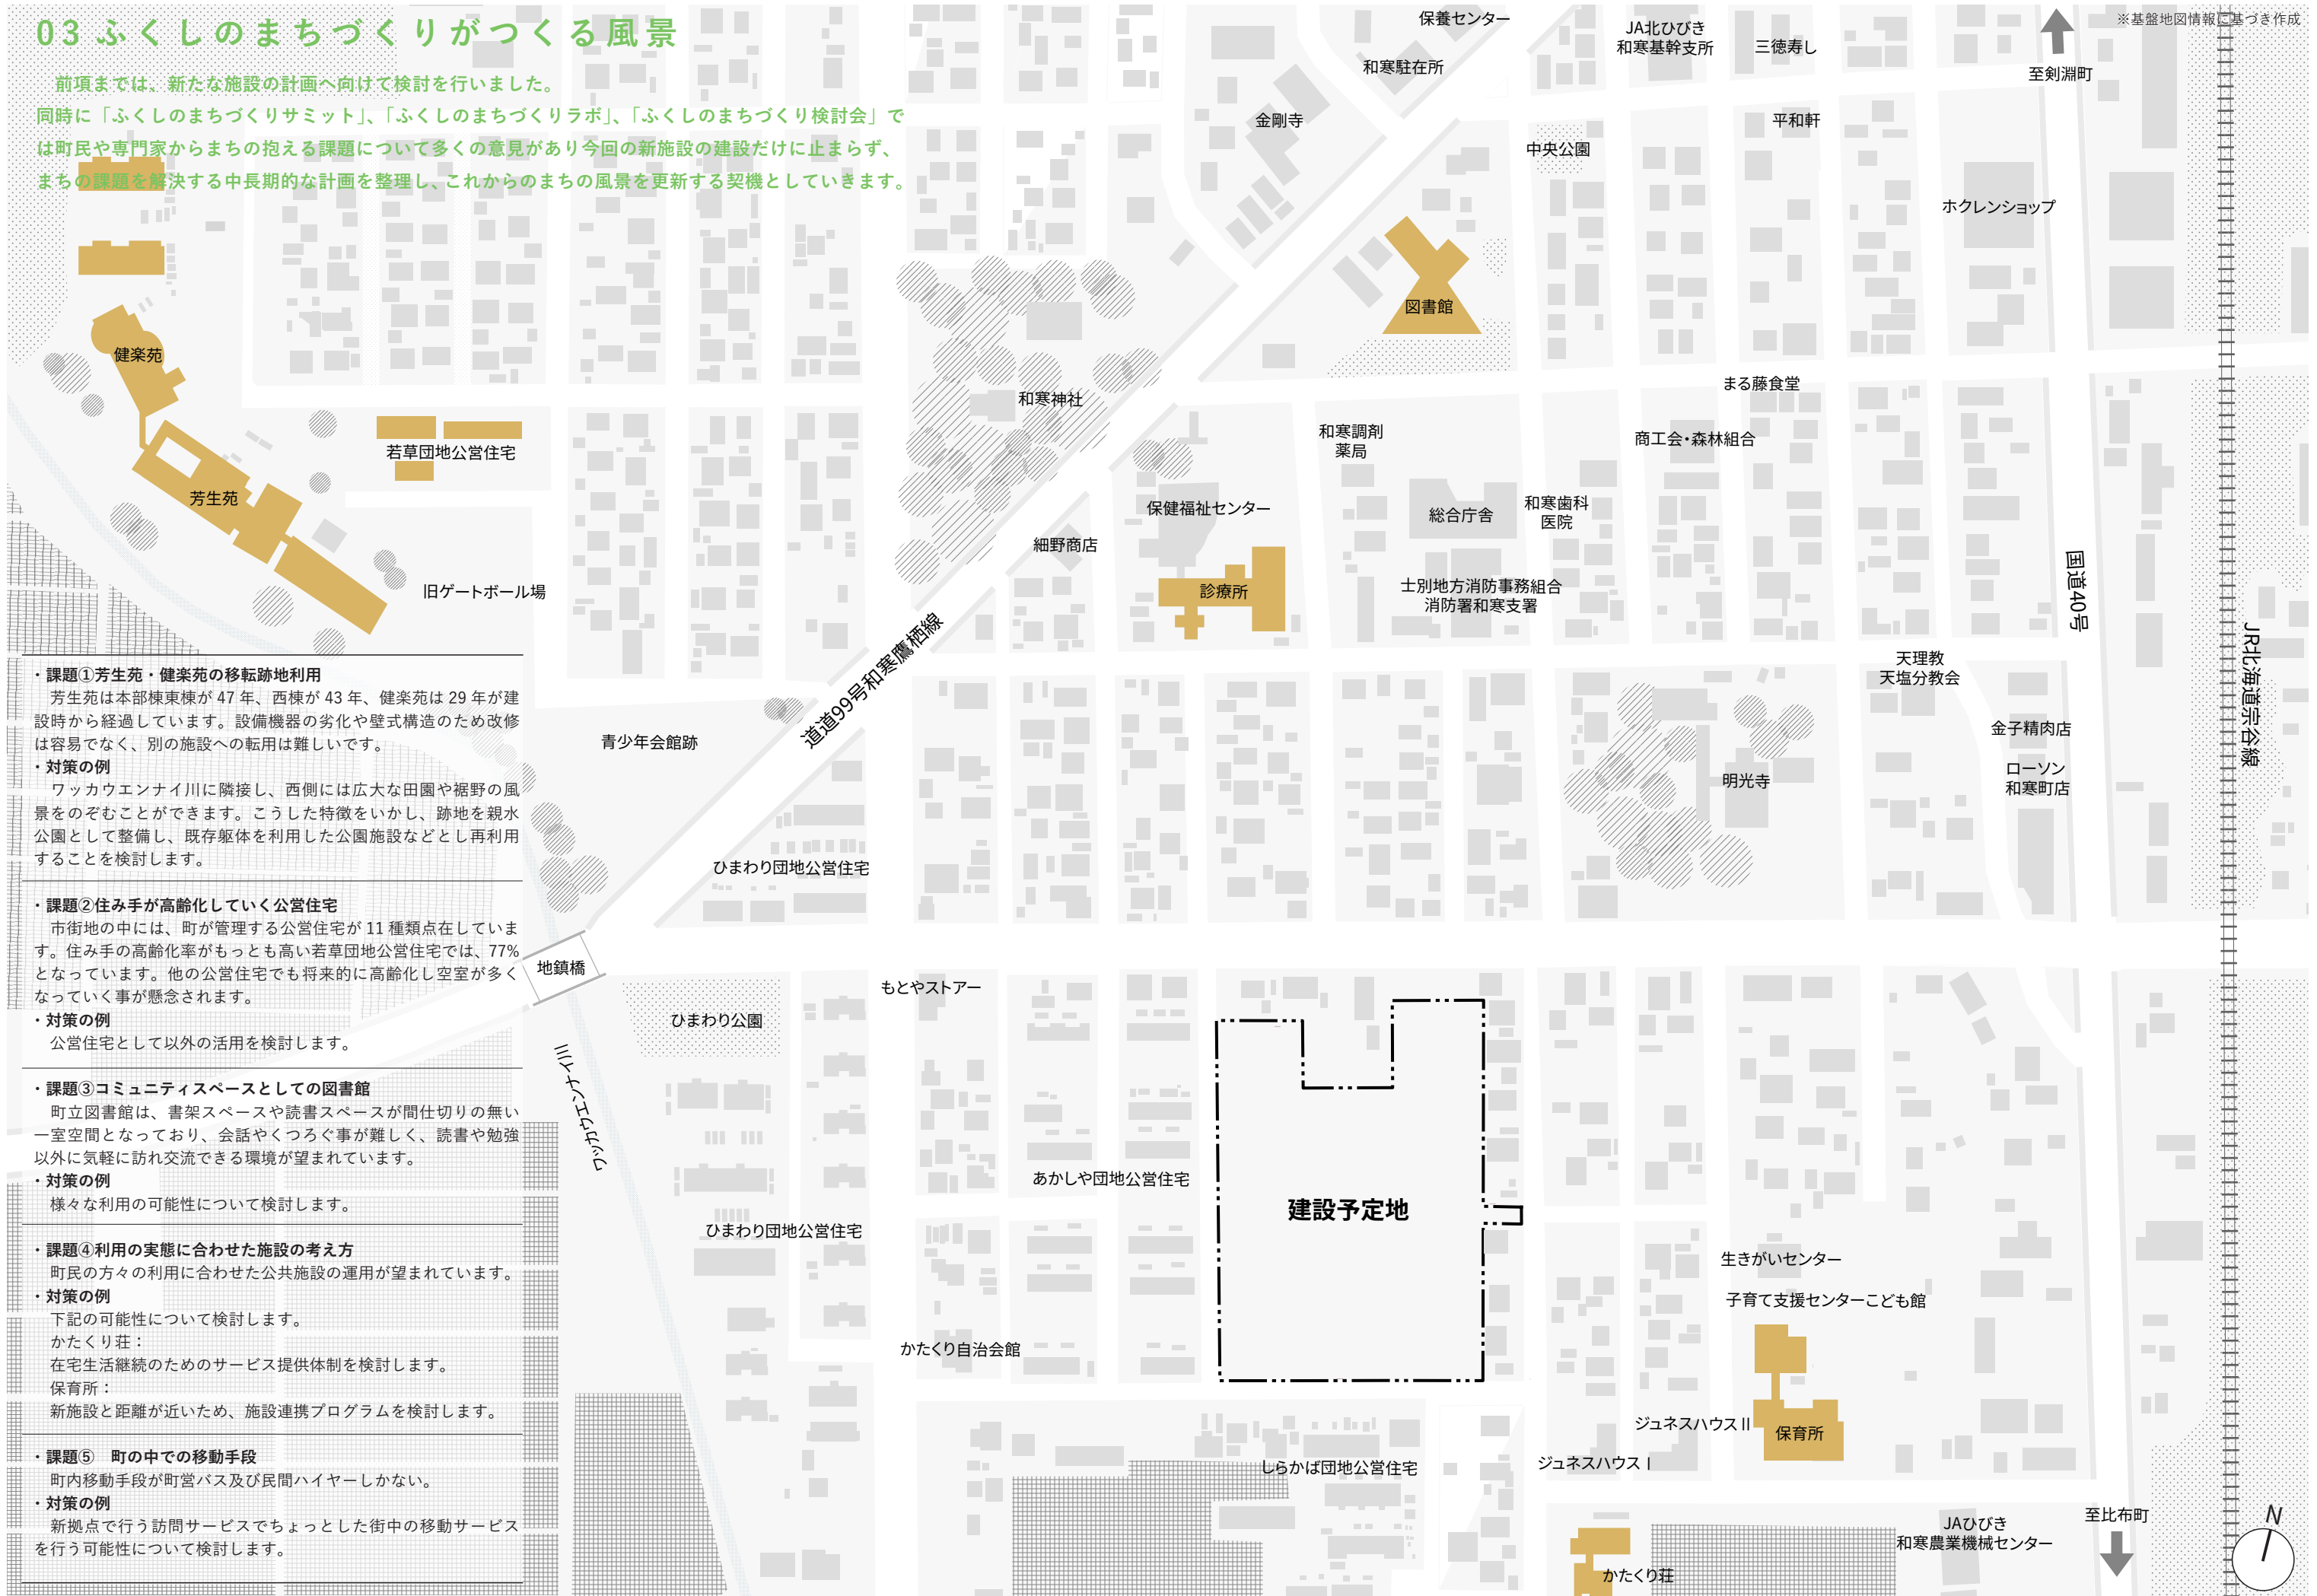 03 ふくしのまちづくりがつくる風景
前項までは、新たな施設の計画へ向けて検討を行いました。
同時に「ふくしのまちづくりサミット」、「ふくしのまちづくりラボ」、「ふくしのまちづくり検討会」で
は町民や専門家からまちの抱える課題について多くの意見があり今回の新施設の建設だけに止まらず、
まちの課題を解決する中長期的な計画を整理し、これからのまちの風景を更新する契機としていきます。
※基盤地図情報に基づき作成
保養センター
和寒駐在所
JA北ひびき
和寒基幹支所
三徳寿し
至剣淵町
金剛寺
中央公園
平和軒
ホクレンショップ
図書館
健楽苑
若草団地公営住宅
芳生苑
旧ゲートボール場
和寒神社
まる藤食堂
和寒調剤
薬局
商工会・森林組合
保健福祉センター
総合庁舎
和寒歯科
医院
細野商店
診療所
士別地方消防事務組合
消防署和寒支署
国道40号
JR北海道宗谷線
道道99号和寒鷹栖線
青少年会館跡
天理教
天塩分教会
金子精肉店
ローソン
和寒町店
明光寺
ひまわり団地公営住宅
地鎮橋
ひまわり公園
もとやストアー
ワッカウエンナイ川
あかしや団地公営住宅
建設予定地
ひまわり団地公営住宅
かたくり自治会館
生きがいセンター
子育て支援センターこども館
ジュネスハウスⅡ
保育所
ジュネスハウスⅠ
しらかば団地公営住宅
かたくり荘
JAひびき
和寒農業機械センター
至比布町
N
・課題①芳生苑・健楽苑の移転跡地利用
芳生苑は本部棟東棟が 47 年、西棟が 43 年、健楽苑は 29 年が建
設時から経過しています。設備機器の劣化や壁式構造のため改修
は容易でなく、別の施設への転用は難しいです。
・対策の例
ワッカウエンナイ川に隣接し、西側には広大な田園や裾野の風
景をのぞむことができます。こうした特徴をいかし、跡地を親水
公園として整備し、既存躯体を利用した公園施設などとし再利用
することを検討します。
・課題②住み手が高齢化していく公営住宅
市街地の中には、町が管理する公営住宅が 11 種類点在していま
す。住み手の高齢化率がもっとも高い若草団地公営住宅では、77%
となっています。他の公営住宅でも将来的に高齢化し空室が多く
なっていく事が懸念されます。
・対策の例
公営住宅として以外の活用を検討します。
・課題③コミュニティスペースとしての図書館
町立図書館は、書架スペースや読書スペースが間仕切りの無い
一室空間となっており、会話やくつろぐ事が難しく、読書や勉強
以外に気軽に訪れ交流できる環境が望まれています。
・対策の例
様々な利用の可能性について検討します。
・課題④利用の実態に合わせた施設の考え方
町民の方々の利用に合わせた公共施設の運用が望まれています。
・対策の例
下記の可能性について検討します。
かたくり荘：
在宅生活継続のためのサービス提供体制を検討します。
保育所：
新施設と距離が近いため、施設連携プログラムを検討します。
・課題⑤　町の中での移動手段
町内移動手段が町営バス及び民間ハイヤーしかない。
・対策の例
新拠点で行う訪問サービスでちょっとした街中の移動サービス
を行う可能性について検討します。